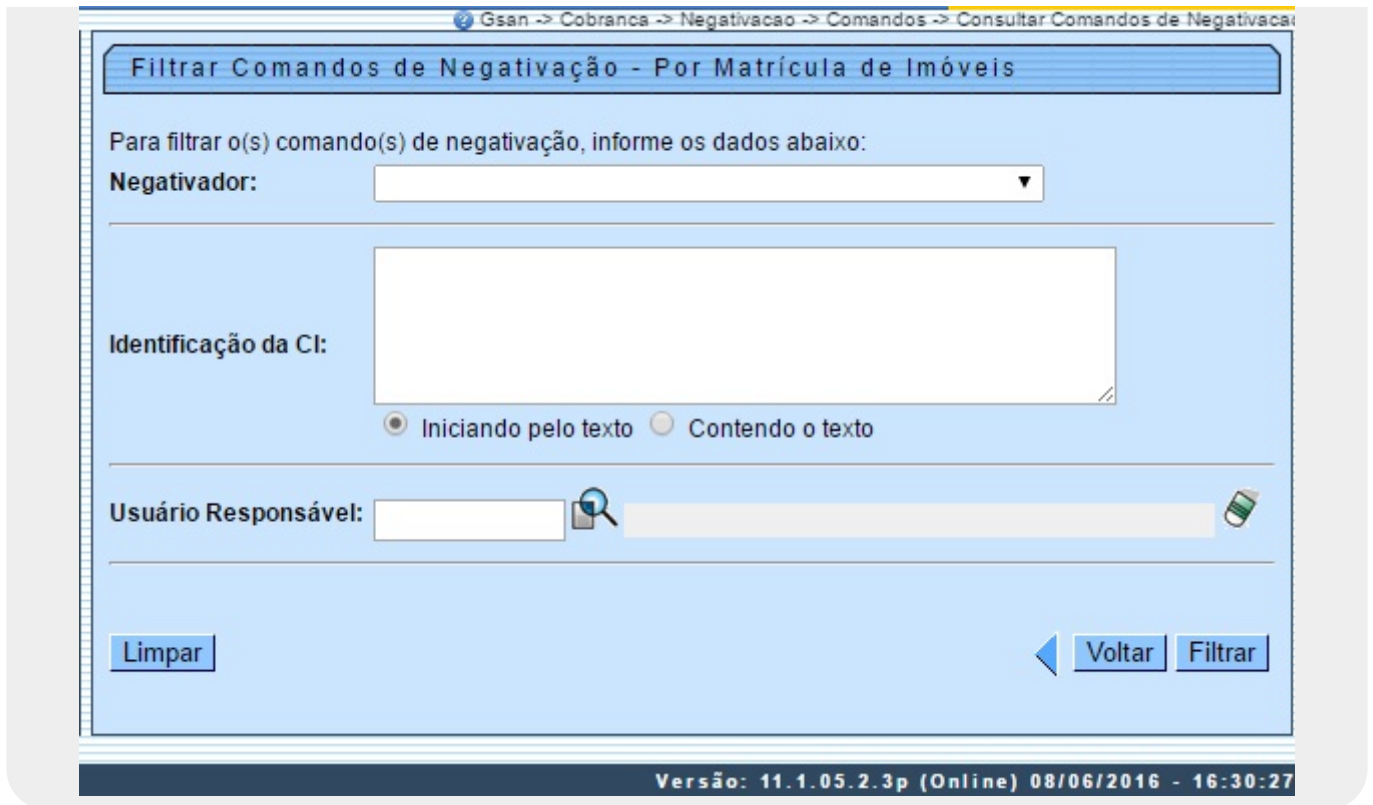 Gsan -> Cobranca -> Negativacao -> Comandos -> Consultar Comandos de Negativacao
Filtrar Comandos de Negativação - Por Matrícula de Imóveis
Para filtrar o(s) comando(s) de negativação, informe os dados abaixo:
Negativador:
Identificação da CI:
Iniciando pelo texto Contendo o texto
Usuário Responsável:
Limpar Voltar Filtrar
Versão: 11.1.05.2.3p (Online) 08/06/2016 - 16:30:27